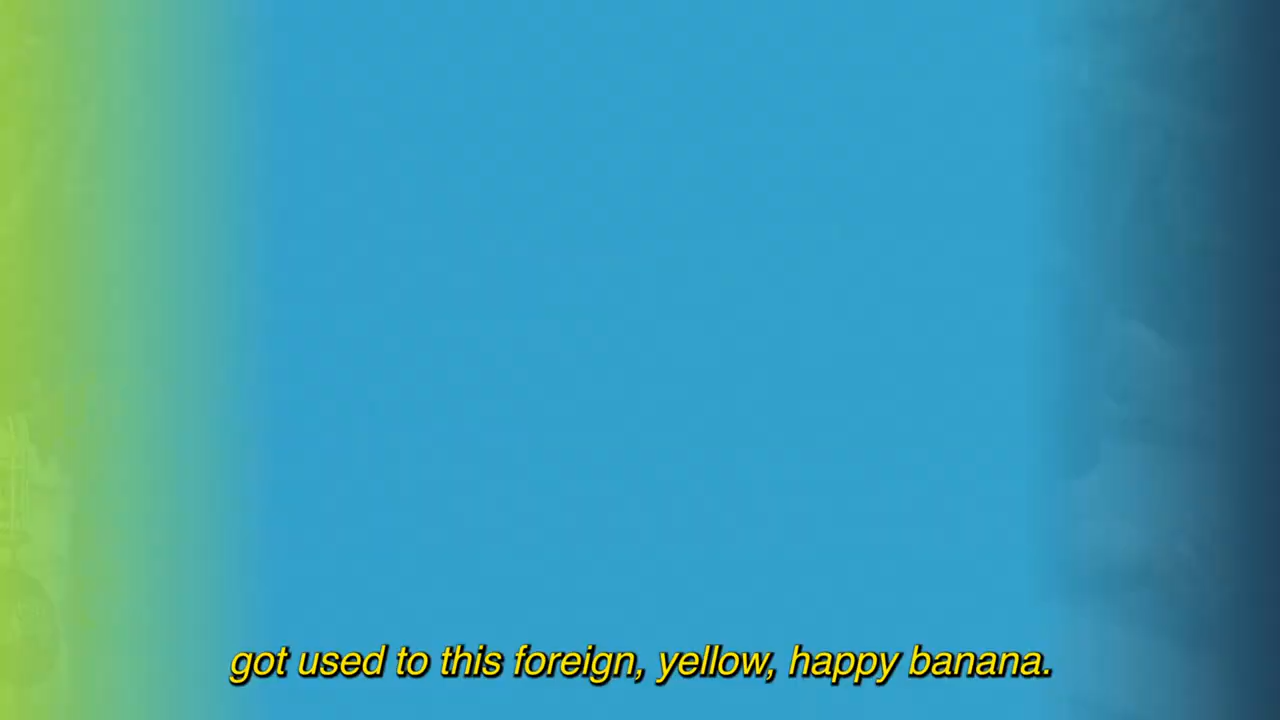 got used to this foreign, yellow, happy banana.